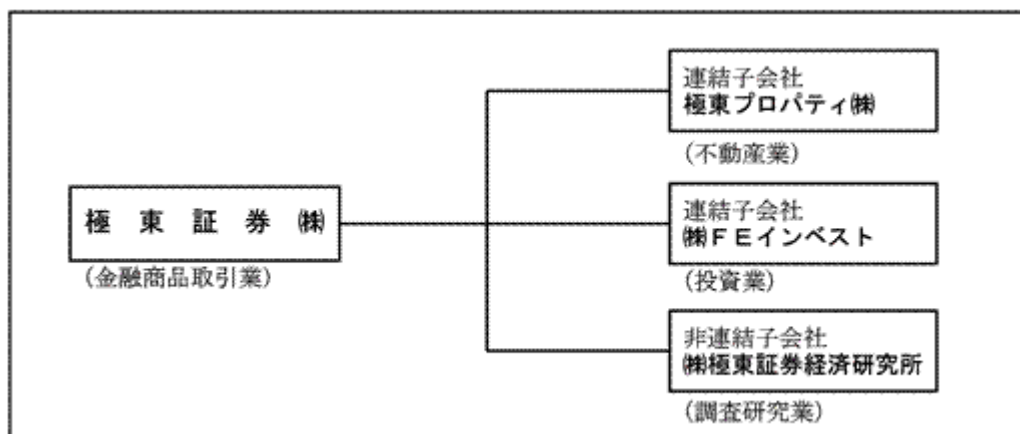 連結子会社
極東プロパティ㈱
(不動産業)
極東証券㈱
(金融商品取引業)
連結子会社
㈱FEインベスト
(投資業)
非連結子会社
㈱極東証券経済研究所
(調査研究業)